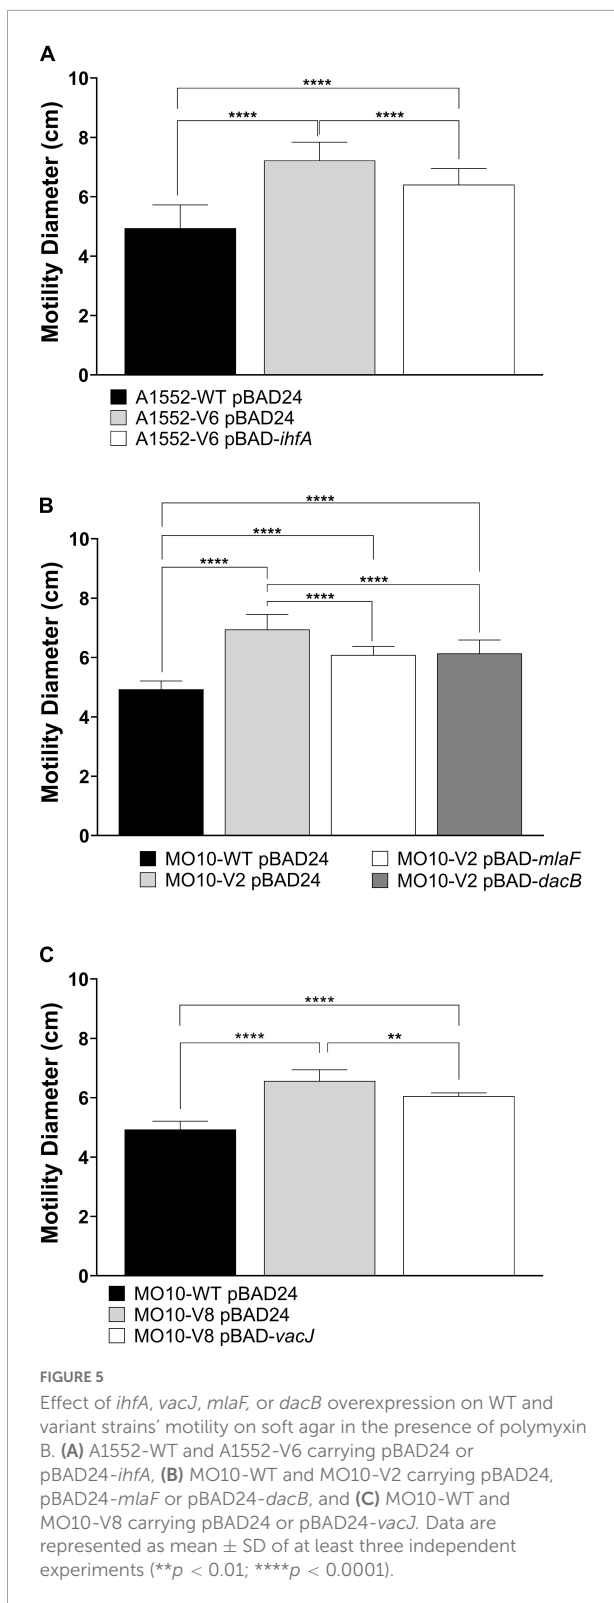 A
Motility Diameter (cm)
10
8
6
4
2
0
****
****
****
A1552-WT pBAD24
A1552-V6 pBAD24
A1552-V6 pBAD-ihfA
B
Motility Diameter (cm)
10
8
6
4
2
0
****
****
****
****
****
MO10-WT pBAD24
MO10-V2 pBAD24
MO10-V2 pBAD-mlaF
MO10-V2 pBAD-dacB
C
Motility Diameter (cm)
10
8
6
4
2
0
****
****
**
MO10-WT pBAD24
MO10-V8 pBAD24
MO10-V8 pBAD-vacJ
FIGURE 5
Effect of ihfA, vacJ, mlaF, or dacB overexpression on WT and
variant strains' motility on soft agar in the presence of polymyxin
B. (A) A1552-WT and A1552-V6 carrying pBAD24 or
pBAD24-ihfA, (B) MO10-WT and MO10-V2 carrying pBAD24,
pBAD24-mlaF or pBAD24-dacB, and (C) MO10-WT and
MO10-V8 carrying pBAD24 or pBAD24-vacJ. Data are
represented as mean ± SD of at least three independent
experiments (**p < 0.01; ****p < 0.0001).